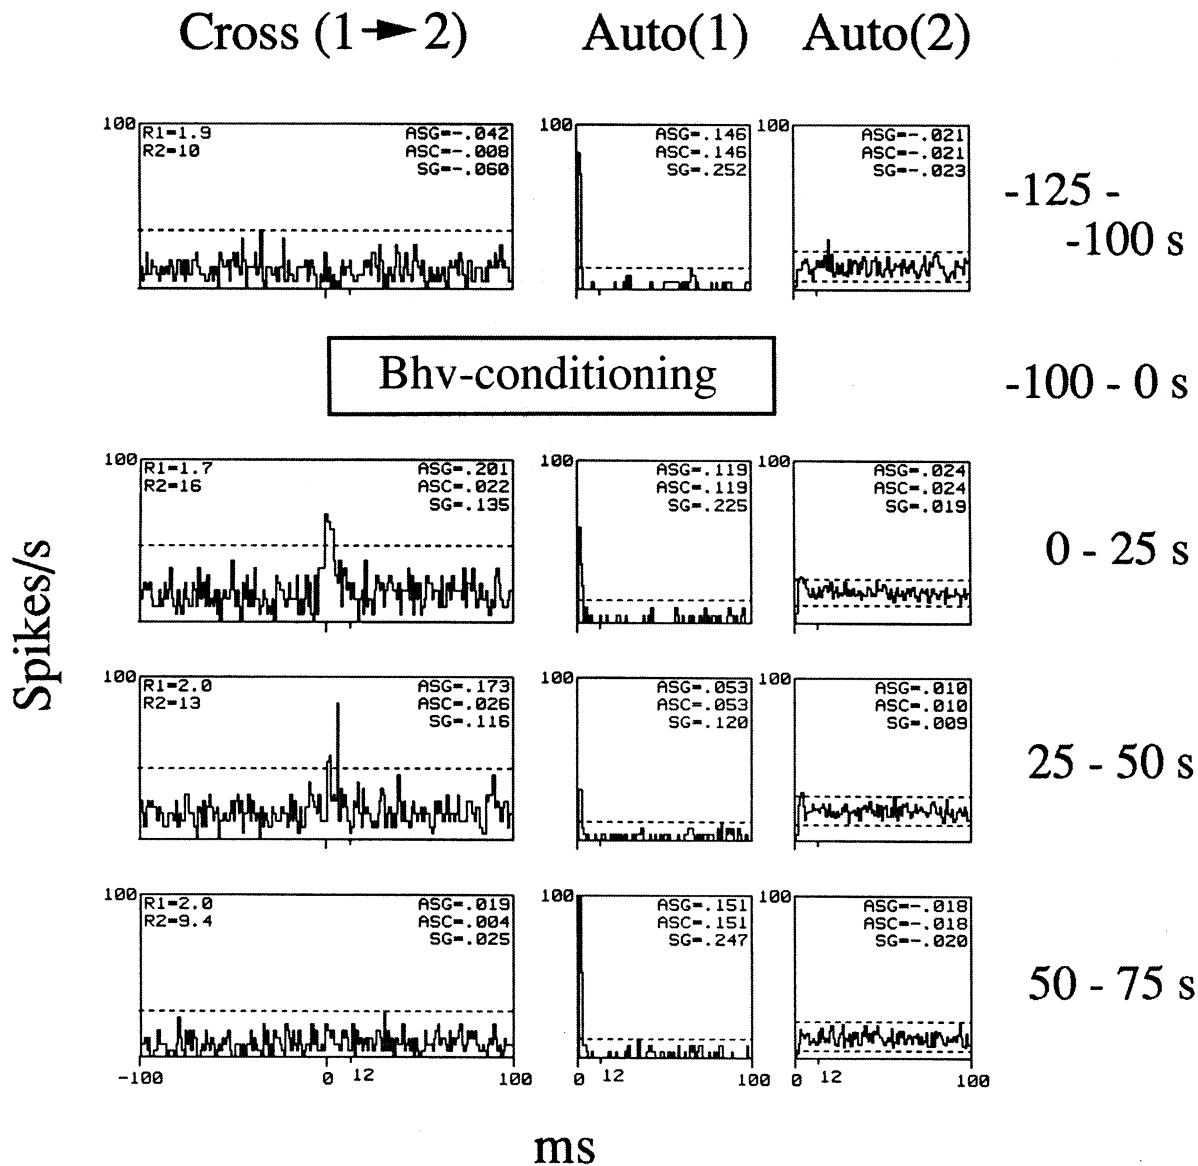 Cross (1→2) Auto(1) Auto(2)
100
R1=1.9 ASG=-.042
R2=10 ASC=-.008
SG=-.060
100
ASG=.146
ASC=.146
SG=.252
100
ASG=-.021
ASC=-.021
SG=-.023
-125 -
-100 s
Bhv-conditioning
-100 - 0 s
Spikes/s
100
R1=1.7 ASG=.201
R2=16 ASC=.022
SG=.135
100
ASG=.119
ASC=.119
SG=.225
100
ASG=.024
ASC=.024
SG=.019
0 - 25 s
100
R1=2.0 ASG=.173
R2=13 ASC=.026
SG=.116
100
ASG=.053
ASC=.053
SG=.120
100
ASG=.010
ASC=.010
SG=.009
25 - 50 s
100
R1=2.0 ASG=.019
R2=9.4 ASC=.004
SG=.025
100
ASG=.151
ASC=.151
SG=.247
100
ASG=-.018
ASC=-.018
SG=-.020
50 - 75 s
-100 0 12 100
0 12 100
0 12 100
ms